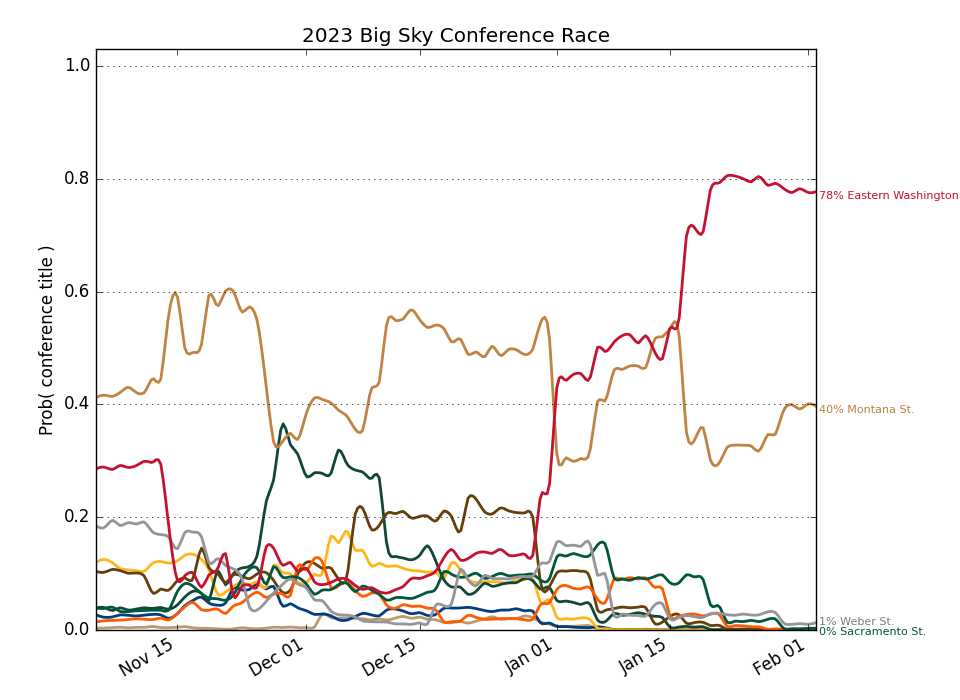 2023 Big Sky Conference Race
Prob( conference title )
1.0
0.8
0.6
0.4
0.2
0.0
78% Eastern Washington
40% Montana St.
1% Weber St.
0% Sacramento St.
Nov 15
Dec 01
Dec 15
Jan 01
Jan 15
Feb 01